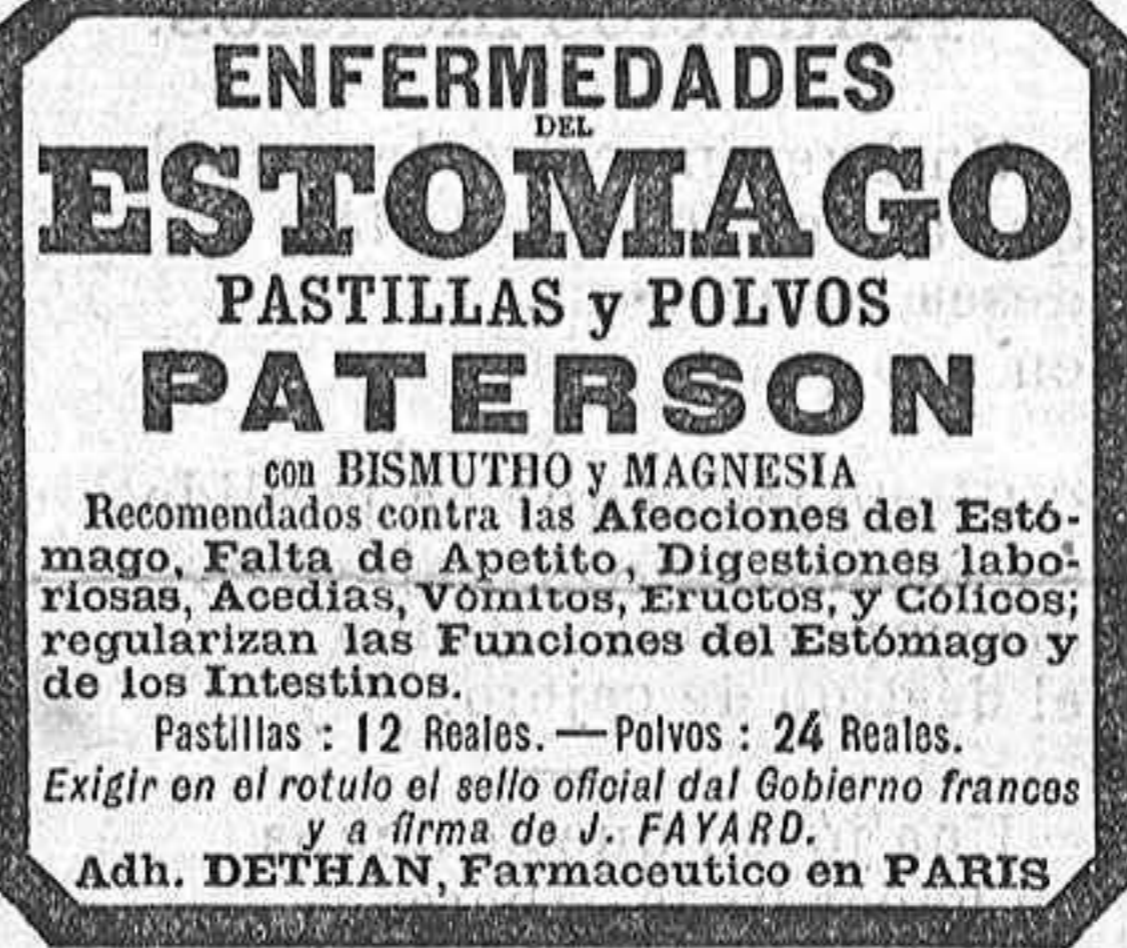 ENFERMEDADES
DEL
ESTOMAGO
PASTILLAS y POLVOS
PATERSON
con BISMUTHO y MAGNESIA
Recomendados contra las Afecciones del Estó-
mago, Falta de Apetito, Digestiones labo-
riosas, Acedias, Vómitos, Eructos, y Cólicos;
regularizan las Funciones del Estómago y
de los Intestinos.
Pastillas : 12 Reales. — Polvos : 24 Reales.
Exigir en el rotulo el sello oficial dal Gobierno frances
y a firma de J. FAYARD.
Adh. DETHAN, Farmaceutico en PARIS